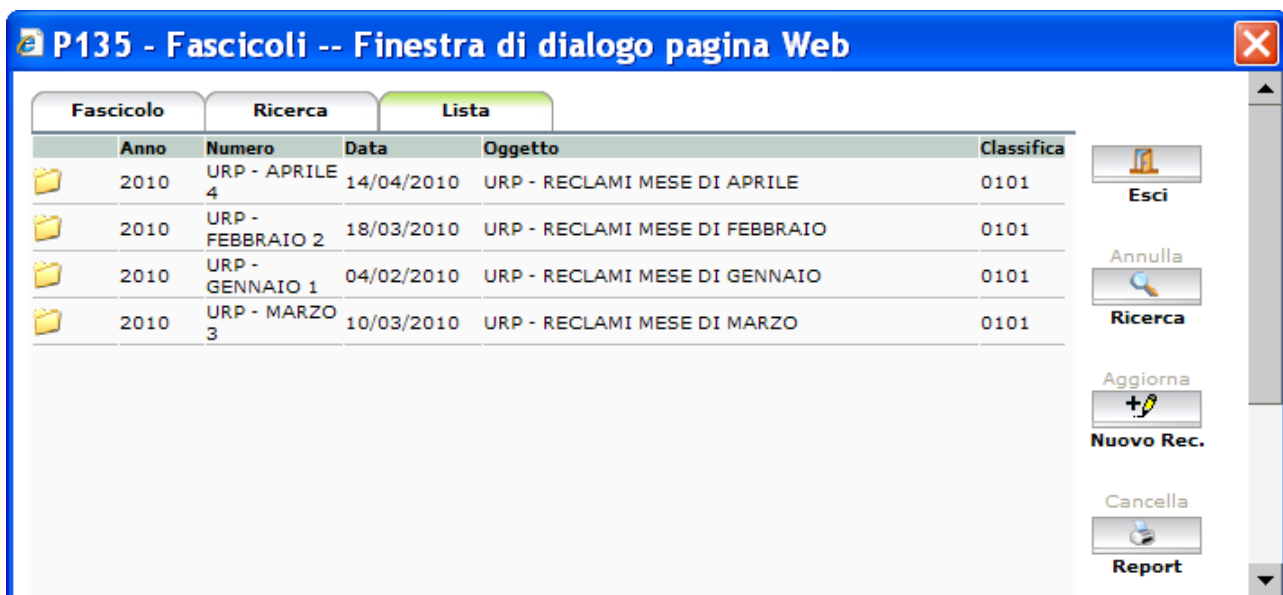 P135 - Fascicoli -- Finestra di dialogo pagina Web
Fascicolo Ricerca Lista
Anno Numero Data Oggetto Classifica
2010 URP - APRILE 4 14/04/2010 URP - RECLAMI MESE DI APRILE 0101
2010 URP - FEBBRAIO 2 18/03/2010 URP - RECLAMI MESE DI FEBBRAIO 0101
2010 URP - GENNAIO 1 04/02/2010 URP - RECLAMI MESE DI GENNAIO 0101
2010 URP - MARZO 3 10/03/2010 URP - RECLAMI MESE DI MARZO 0101
Esci
Annulla
Ricerca
Aggiorna
Nuovo Rec.
Cancella
Report